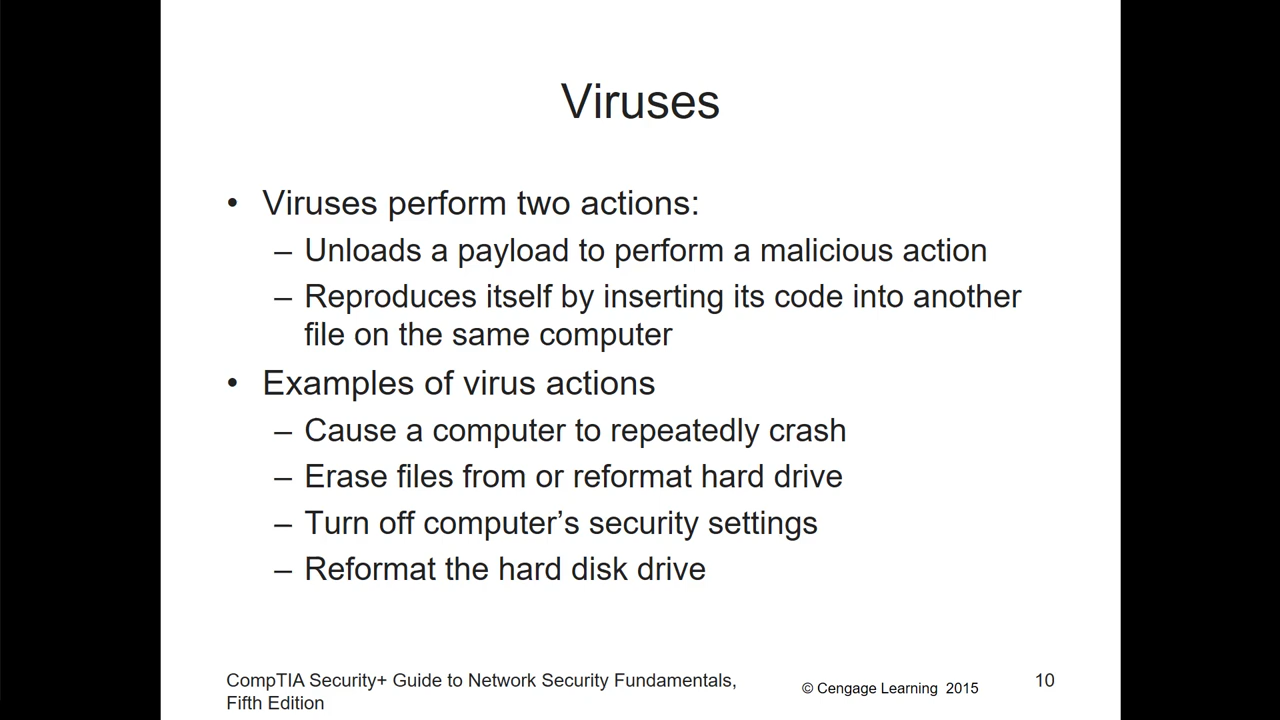 Viruses
• Viruses perform two actions:
– Unloads a payload to perform a malicious action
– Reproduces itself by inserting its code into another
file on the same computer
• Examples of virus actions
– Cause a computer to repeatedly crash
– Erase files from or reformat hard drive
– Turn off computer’s security settings
– Reformat the hard disk drive
CompTIA Security+ Guide to Network Security Fundamentals,
Fifth Edition
© Cengage Learning 2015
10